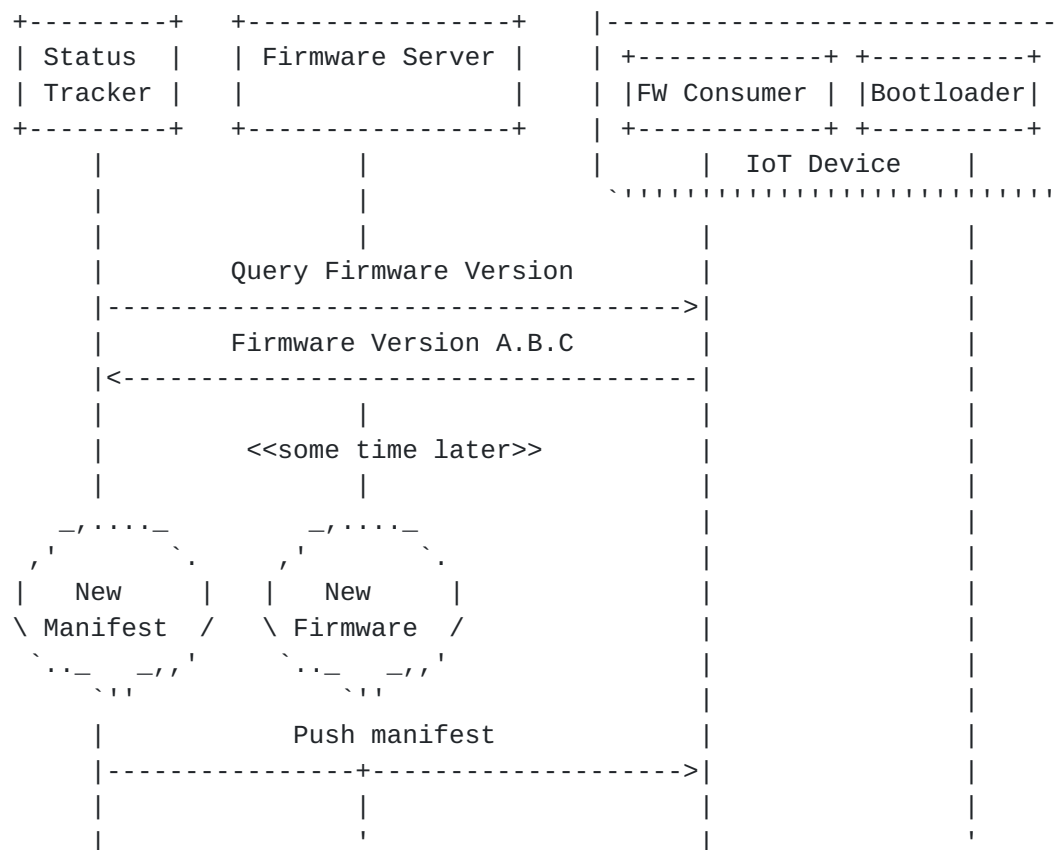 +---------+   +-----------------+     |-----------------------------
| Status  |   | Firmware Server |     | +------------+ +----------+
| Tracker |   |                 |     | |FW Consumer | |Bootloader|
+---------+   +-----------------+     | +------------+ +----------+
     |                |               |      |  IoT Device    |
     |                |                `''''''''''''''''''''''''''''
     |                |                      |                |
     |        Query Firmware Version         |                |
     |------------------------------------->|                |
     |        Firmware Version A.B.C         |                |
     |<-------------------------------------|                |
     |                |                      |                |
     |         <<some time later>>           |                |
     |                |                      |                |
   _,...._         _,...._                   |                |
 ,'       `.     ,'       `.                 |                |
|   New     |   |   New     |                |                |
\ Manifest  /   \ Firmware  /                |                |
 `.._   _,,'     `.._   _,,'                 |                |
     `''             `''                     |                |
     |            Push manifest              |                |
     |----------------+-------------------->|                |
     |                |                      |                |
     |                '                      |                '